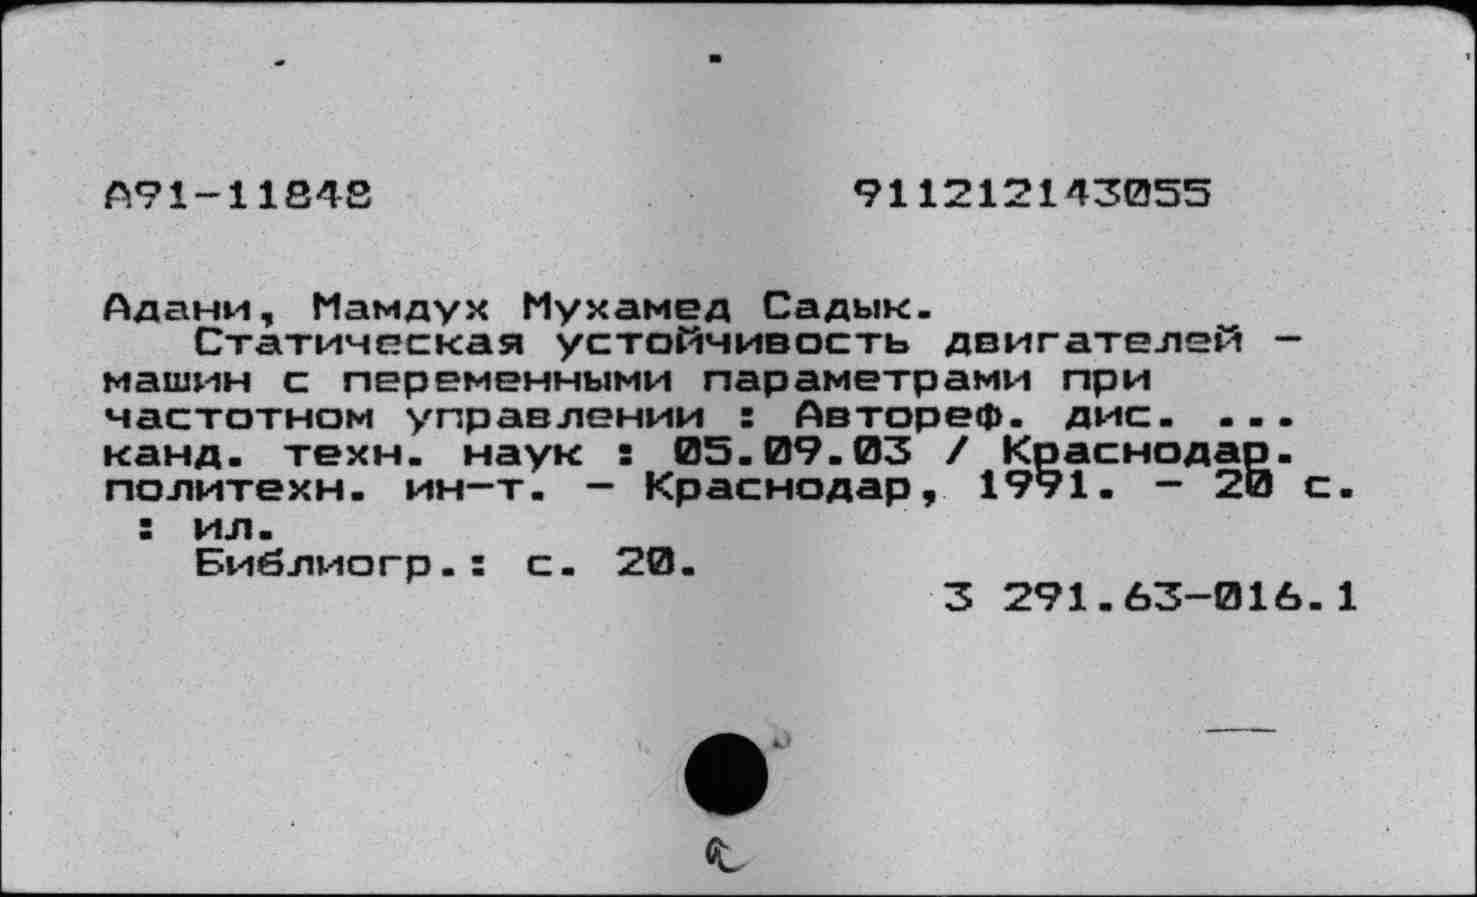 А91-11848 911212143055
Адани, Мамдух Мухамед Садык.
Статическая устойчивость двигателей -
машин с переменными параметрами при
частотном управлении : Автореф. дис. ...
канд. техн. наук : 05.09.03 / Краснодар.
политехн. ин-т. - Краснодар, 1991. - 20 с.
: ил.
Библиогр.: с. 20.
3 291.63-016.1